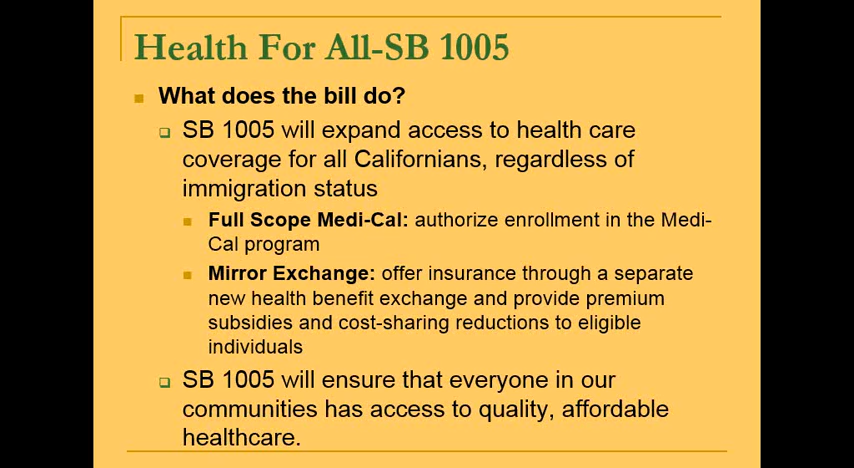 Health For All-SB 1005
What does the bill do?
SB 1005 will expand access to health care
coverage for all Californians, regardless of
immigration status
Full Scope Medi-Cal: authorize enrollment in the Medi-
Cal program
Mirror Exchange: offer insurance through a separate
new health benefit exchange and provide premium
subsidies and cost-sharing reductions to eligible
individuals
SB 1005 will ensure that everyone in our
communities has access to quality, affordable
healthcare.